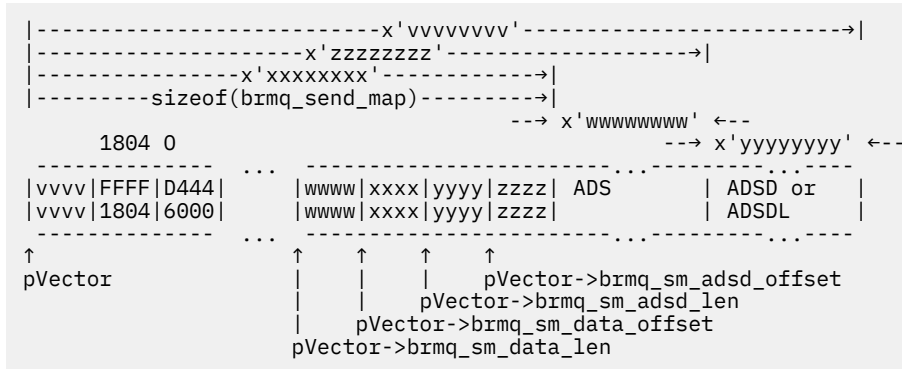 |---------------------------x'vvvvvvvv'-------------------------→|
|---------------------x'zzzzzzzz'-------------------→|
|----------------x'xxxxxxxx'------------→|
|---------sizeof(brmq_send_map)---------→|
--→ x'wwwwwwww' ←--
1804 O --→ x'yyyyyyyy' ←--
-------------- ... ------------------------...---------...----
|vvvv|FFFF|D444| |wwww|xxxx|yyyy|zzzz| ADS | ADSD or |
|vvvv|1804|6000| |wwww|xxxx|yyyy|zzzz| | ADSDL |
-------------- ... ------------------------...---------...----
↑ ↑ ↑ ↑ ↑
pVector | | | pVector->brmq_sm_adsd_offset
| | pVector->brmq_sm_adsd_len
| pVector->brmq_sm_data_offset
pVector->brmq_sm_data_len